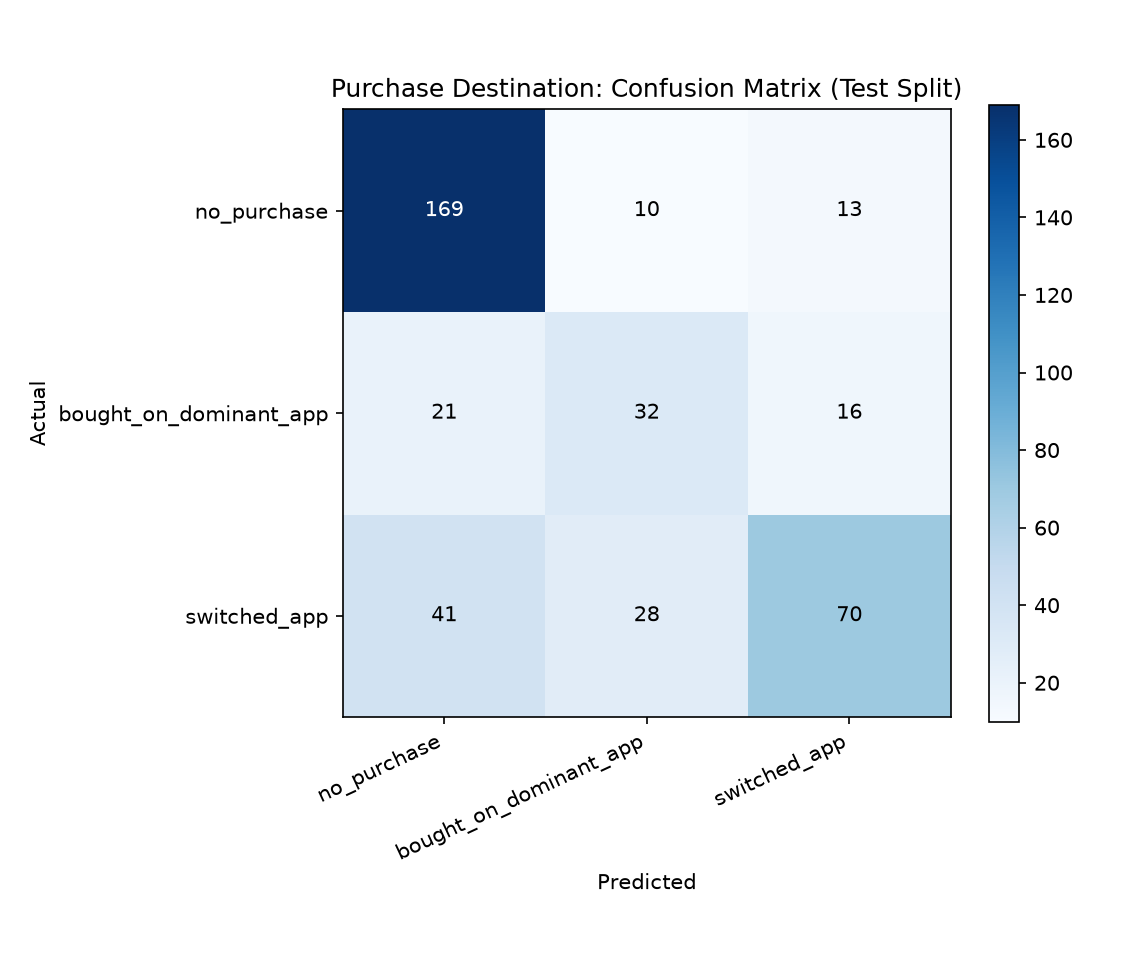 Purchase Destination: Confusion Matrix (Test Split)
no_purchase
bought_on_dominant_app
switched_app
Actual
169 10 13
21 32 16
41 28 70
no_purchase
bought_on_dominant_app
switched_app
Predicted
160
140
120
100
80
60
40
20